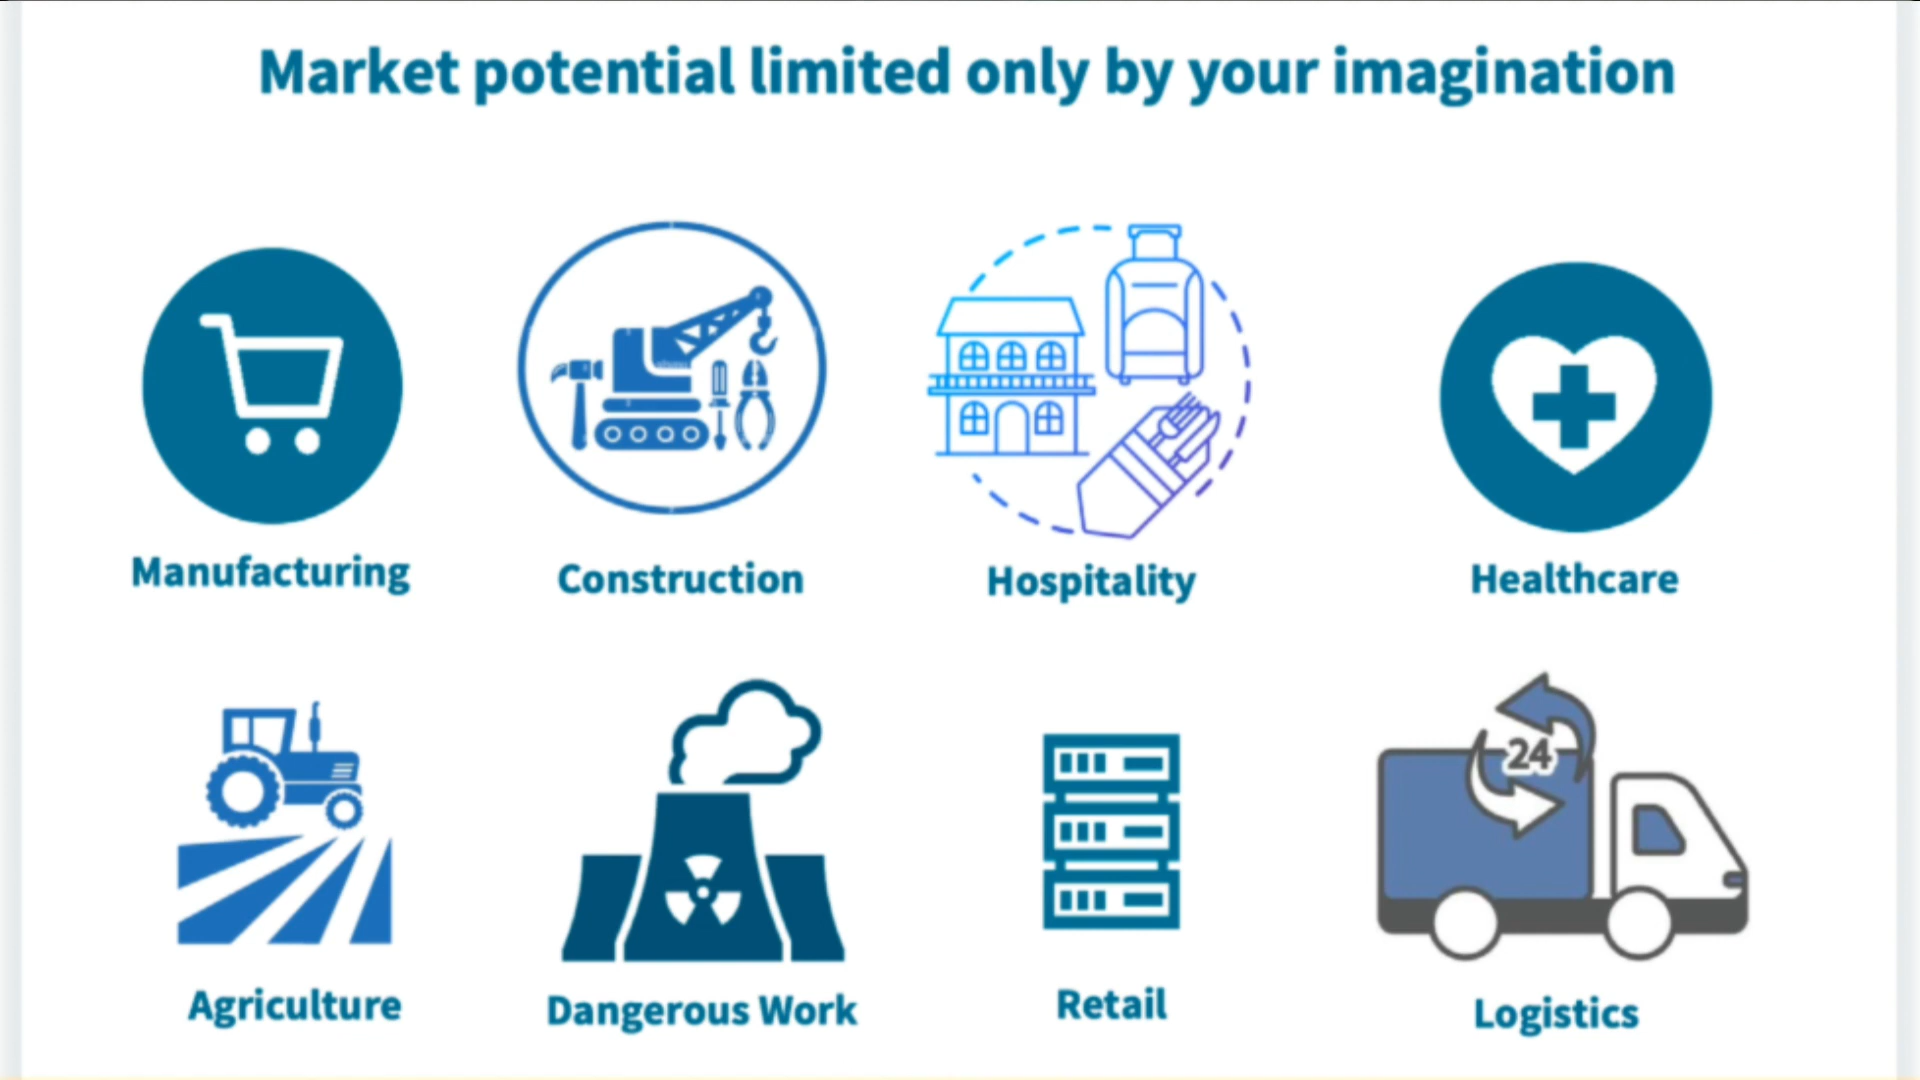 Market potential limited only by your imagination
Manufacturing
Construction
Hospitality
Healthcare
24
Agriculture
Dangerous Work
Retail
Logistics